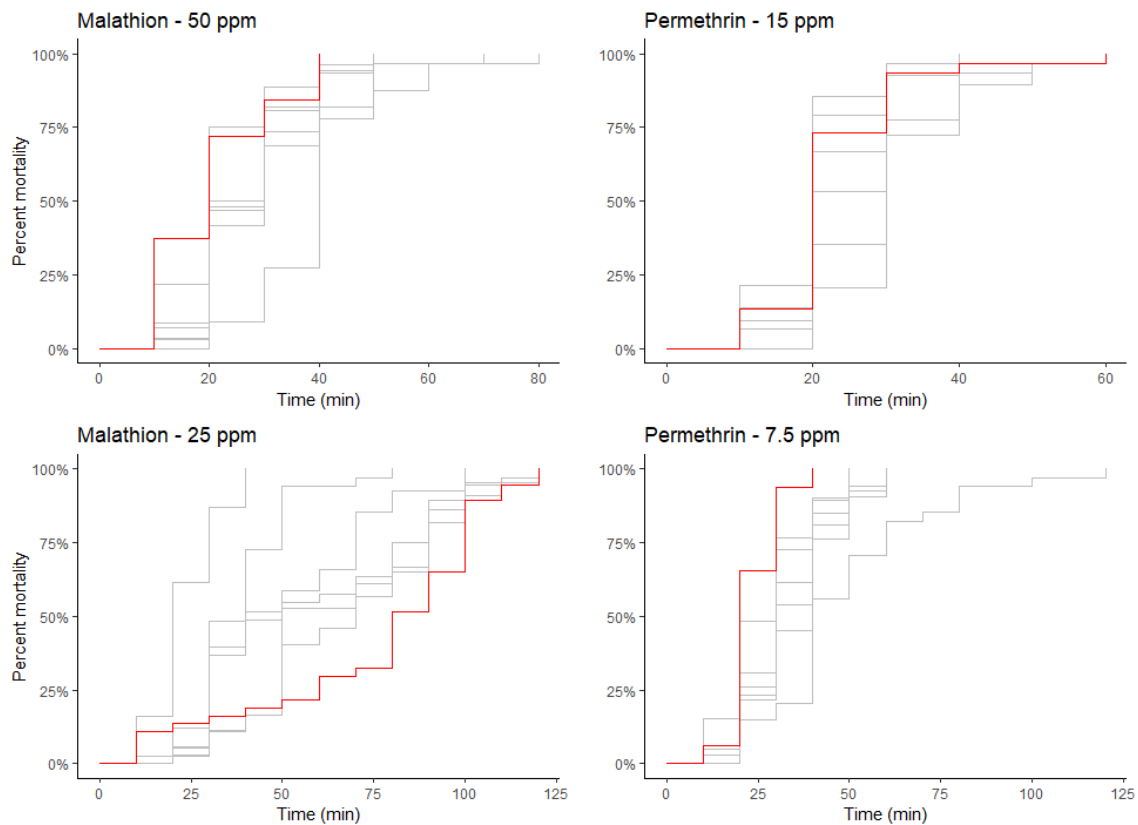 Malathion - 50 ppm
Percent mortality
100%
75%
50%
25%
0%
0 20 40 60 80
Time (min)
Permethrin - 15 ppm
100%
75%
50%
25%
0%
0 20 40 60
Time (min)
Malathion - 25 ppm
Percent mortality
100%
75%
50%
25%
0%
0 25 50 75 100 125
Time (min)
Permethrin - 7.5 ppm
100%
75%
50%
25%
0%
0 25 50 75 100 125
Time (min)